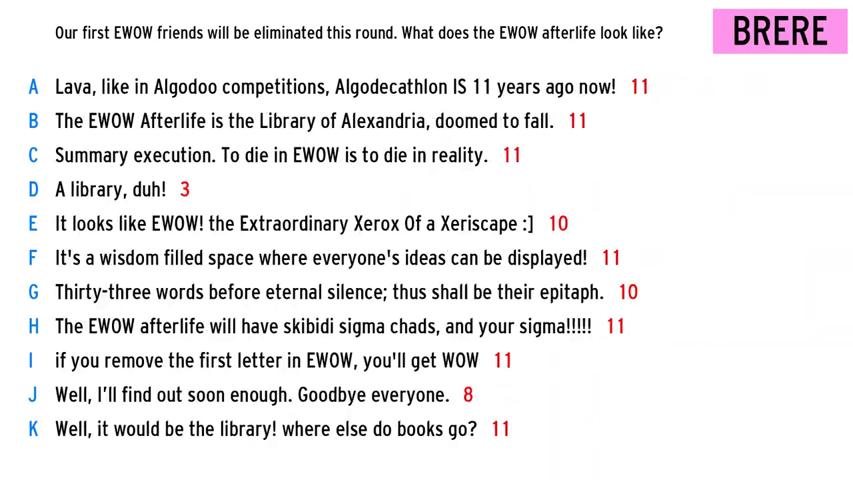 Our first EWOW friends will be eliminated this round. What does the EWOW afterlife look like?
BRERE
A Lava, like in Algodoo competitions, Algodecathlon IS 11 years ago now! 11
B The EWOW Afterlife is the Library of Alexandria, doomed to fall. 11
C Summary execution. To die in EWOW is to die in reality. 11
D A library, duh! 3
E It looks like EWOW! the Extraordinary Xerox Of a Xeriscape :] 10
F It's a wisdom filled space where everyone's ideas can be displayed! 11
G Thirty-three words before eternal silence; thus shall be their epitaph. 10
H The EWOW afterlife will have skibidi sigma chads, and your sigma!!!!! 11
I if you remove the first letter in EWOW, you'll get WOW 11
J Well, I’ll find out soon enough. Goodbye everyone. 8
K Well, it would be the library! where else do books go? 11